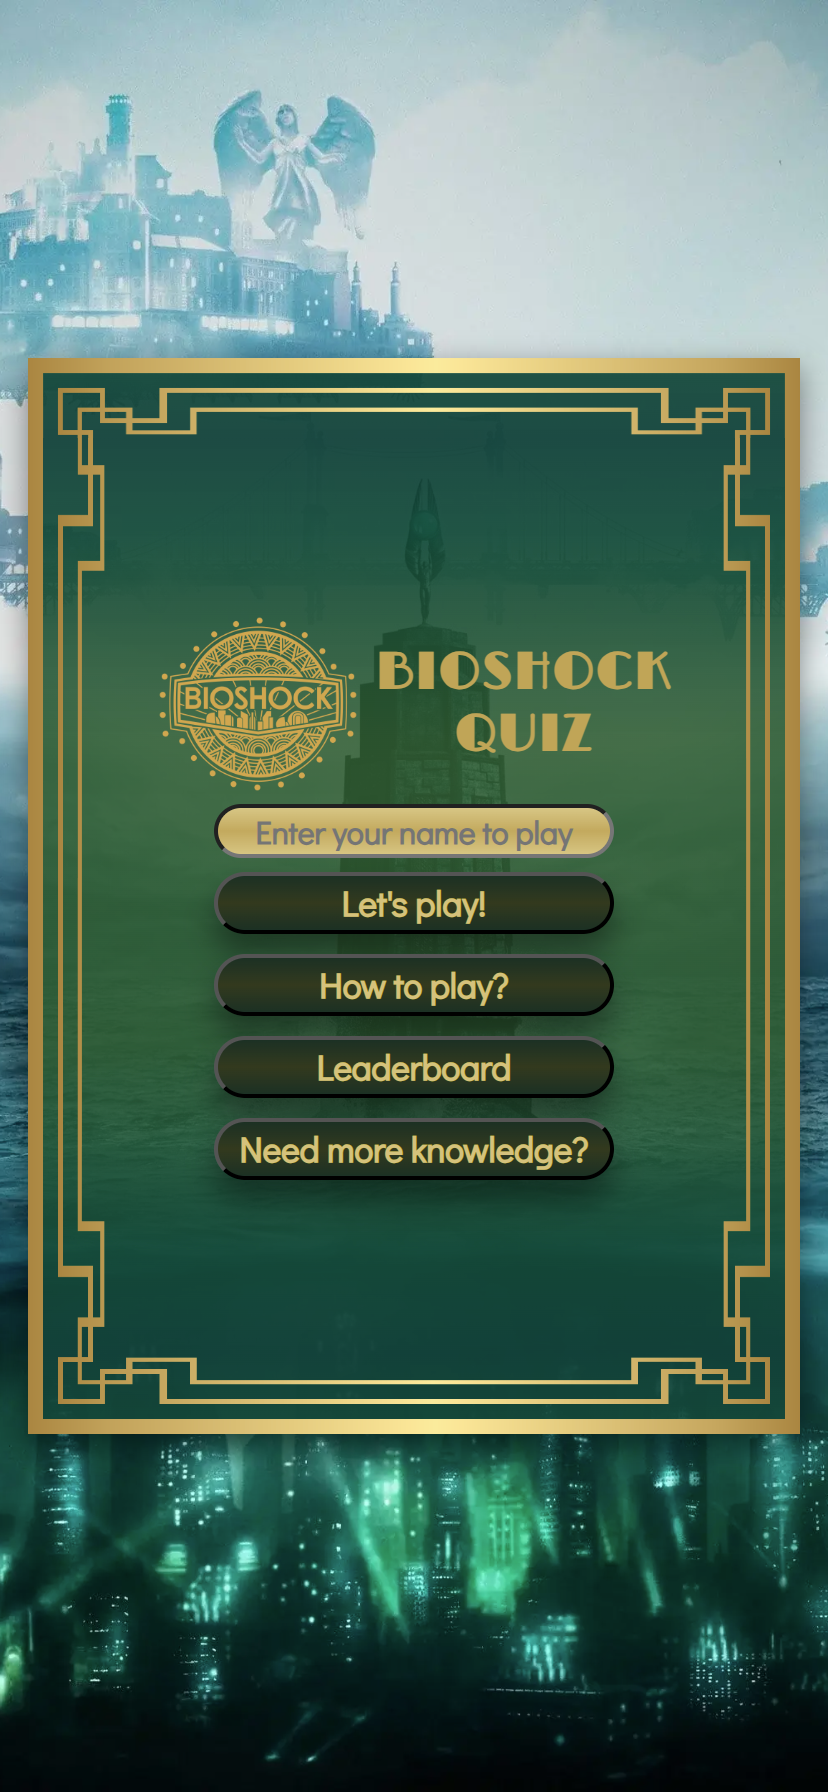 BIOSHOCK
BIOSHOCK
QUIZ
Enter your name to play
Let's play!
How to play?
Leaderboard
Need more knowledge?